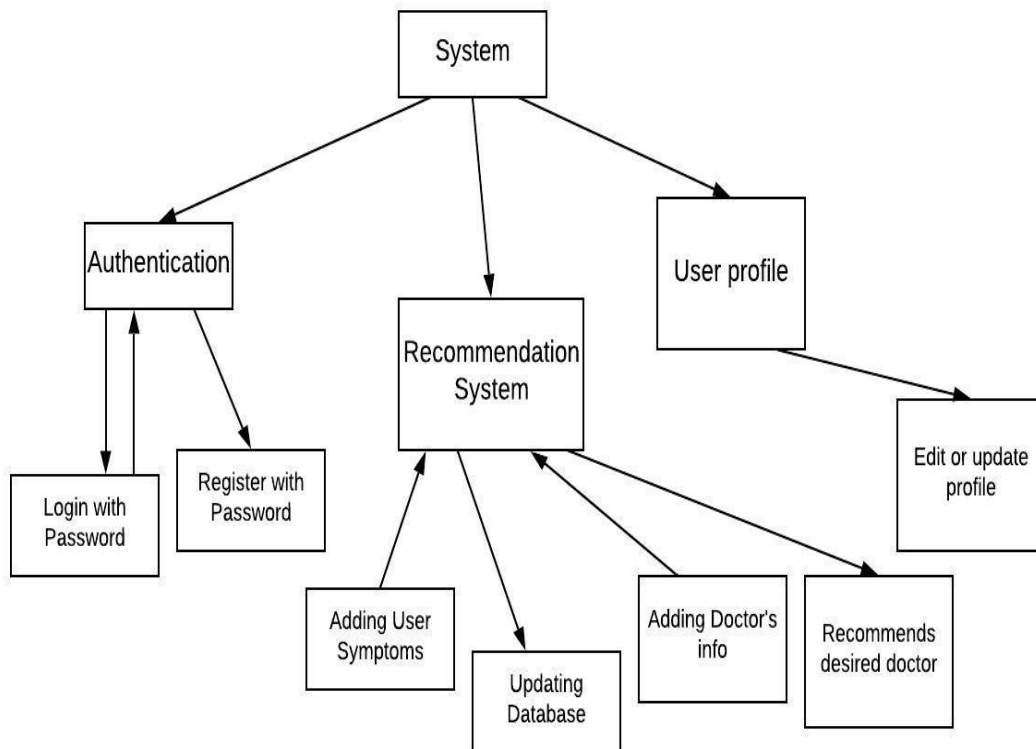 System
Authentication
User profile
Recommendation
System
Login with
Password
Register with
Password
Edit or update
profile
Adding User
Symptoms
Updating
Database
Adding Doctor's
info
Recommends
desired doctor